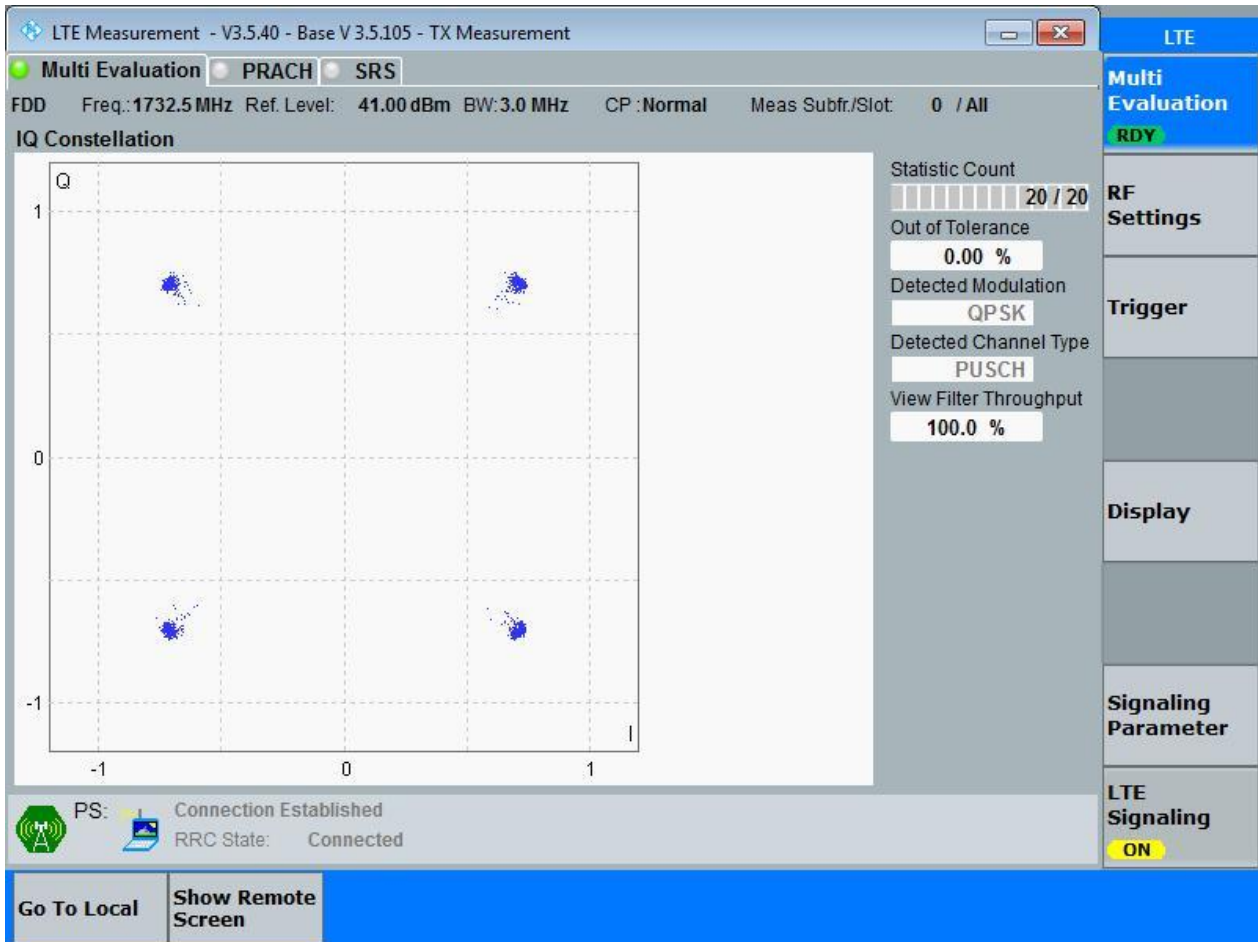 LTE Measurement - V3.5.40 - Base V 3.5.105 - TX Measurement
LTE
Multi Evaluation PRACH SRS
FDD Freq.: 1732.5 MHz Ref. Level: 41.00 dBm BW: 3.0 MHz CP : Normal Meas Subfr./Slot: 0 / All
IQ Constellation
Q
1
0
-1
I
-1 0 1
Statistic Count
20 / 20
Out of Tolerance
0.00 %
Detected Modulation
QPSK
Detected Channel Type
PUSCH
View Filter Throughput
100.0 %
Multi
Evaluation
RDY
RF
Settings
Trigger
Display
Signaling
Parameter
LTE
Signaling
ON
PS: Connection Established
RRC State: Connected
Go To Local
Show Remote
Screen